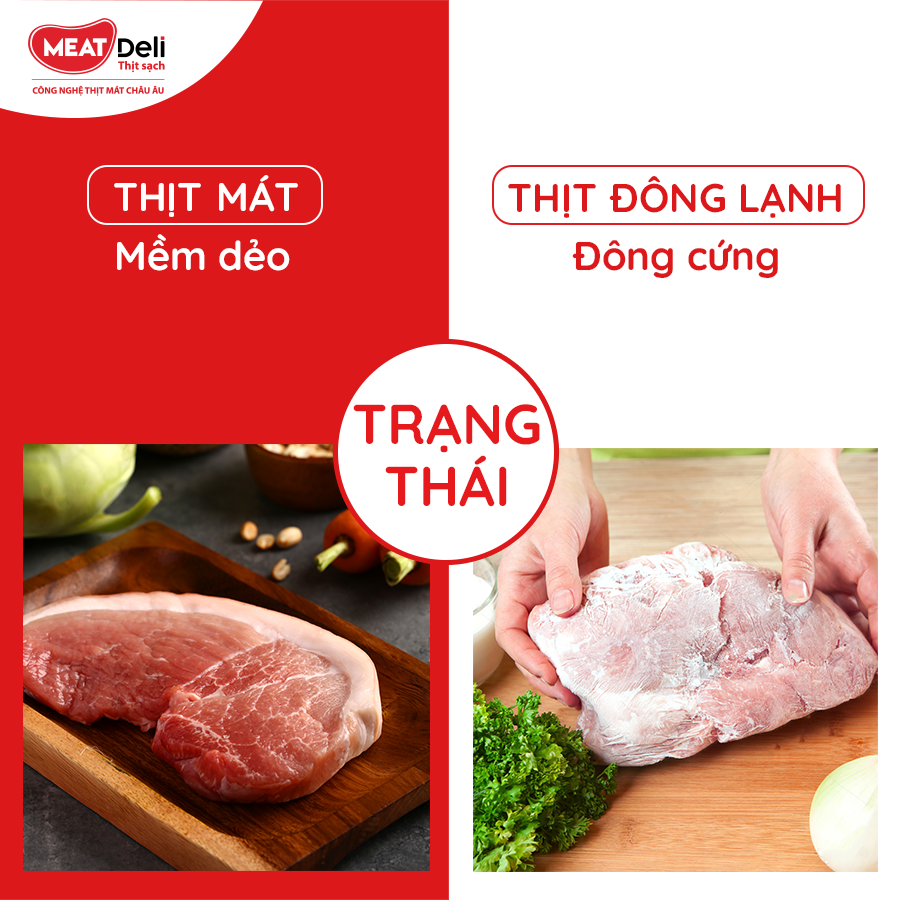 MEAT Deli
Thịt sạch
CÔNG NGHỆ THỊT MÁT CHÂU ÂU
THỊT MÁT
Mềm dẻo
THỊT ĐÔNG LẠNH
Đông cứng
TRẠNG
THÁI